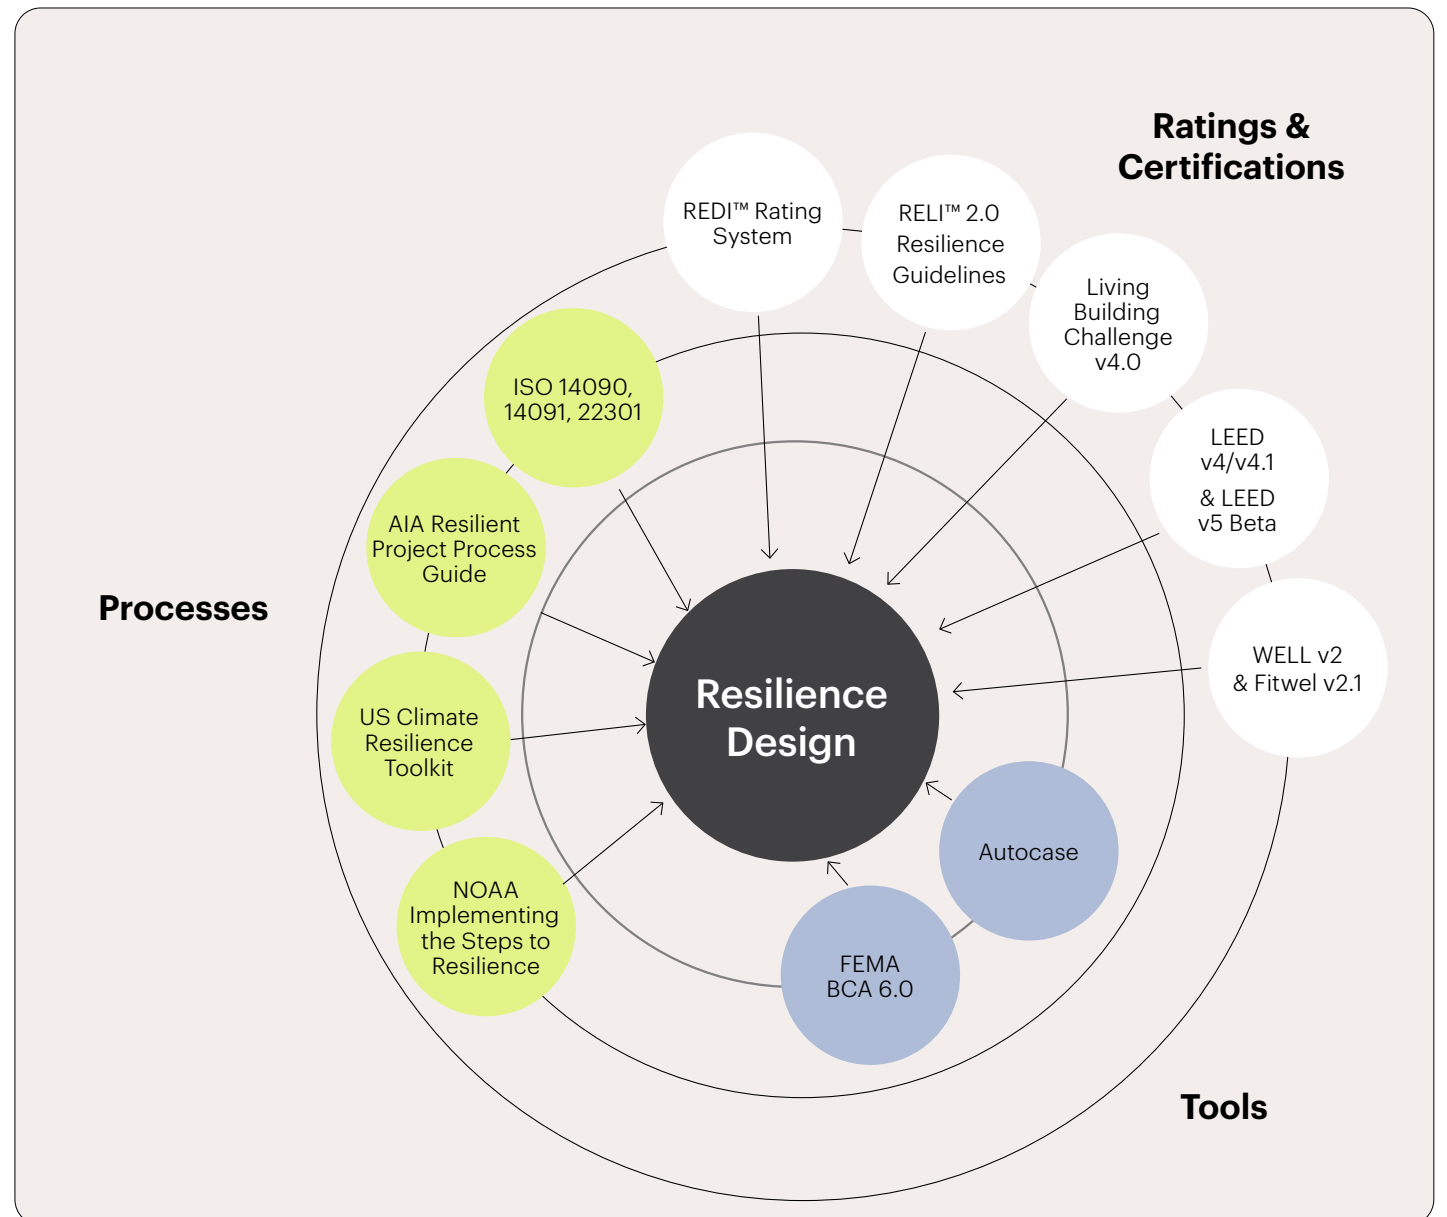 Ratings &
Certifications
REDI™ Rating
System
RELI™ 2.0
Resilience
Guidelines
Living
Building
Challenge
v4.0
LEED
v4/v4.1
& LEED
v5 Beta
WELL v2
& Fitwel v2.1
Processes
ISO 14090,
14091, 22301
AIA Resilient
Project Process
Guide
US Climate
Resilience
Toolkit
NOAA
Implementing
the Steps to
Resilience
Resilience
Design
Autocase
FEMA
BCA 6.0
Tools